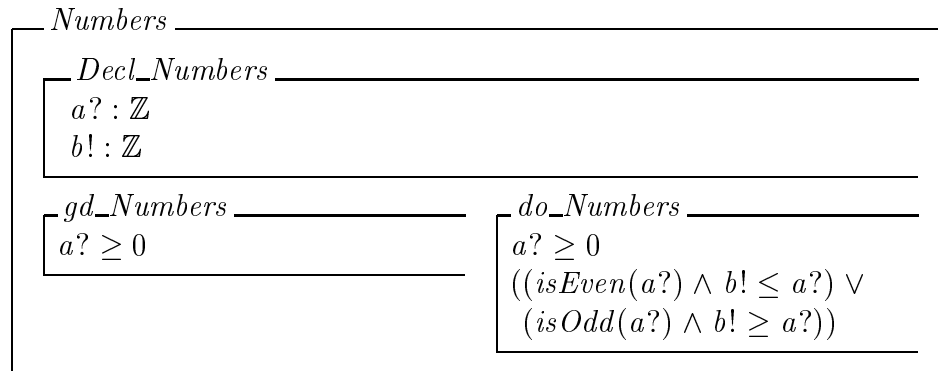 Numbers
Decl_Numbers
a? : ℤ
b! : ℤ
gd_Numbers
a? ≥ 0
do_Numbers
a? ≥ 0
((isEven(a?) ∧ b! ≤ a?) ∨
(isOdd(a?) ∧ b! ≥ a?))